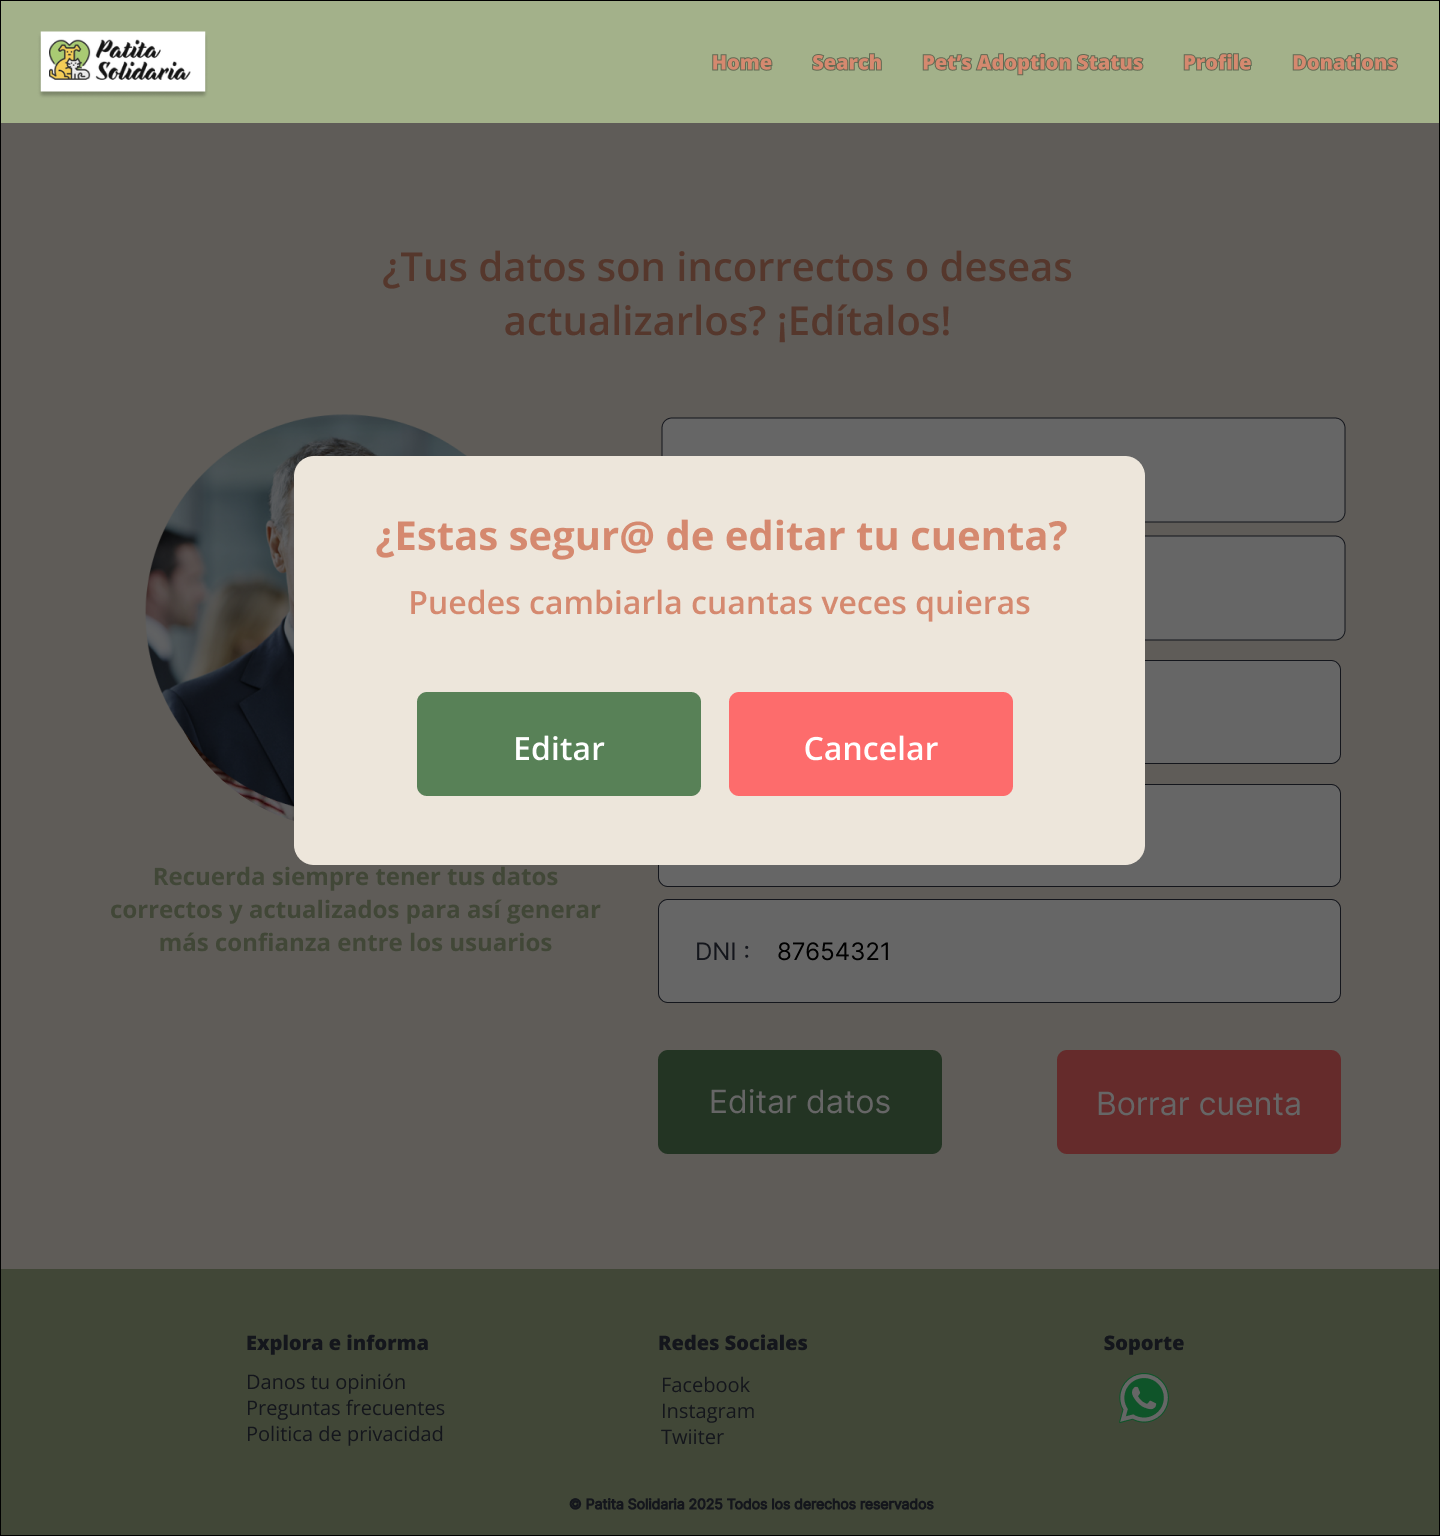 Patita
Solidaria
Home Search Pet's Adoption Status Profile Donations
¿Tus datos son incorrectos o deseas
actualizarlos? ¡Edítalos!
¿Estas segur@ de editar tu cuenta?
Puedes cambiarla cuantas veces quieras
Editar Cancelar
Recuerda siempre tener tus datos
correctos y actualizados para así generar
más confianza entre los usuarios
DNI : 87654321
Editar datos Borrar cuenta
Explora e informa
Danos tu opinión
Preguntas frecuentes
Politica de privacidad
Redes Sociales
Facebook
Instagram
Twiiter
Soporte
© Patita Solidaria 2025 Todos los derechos reservados